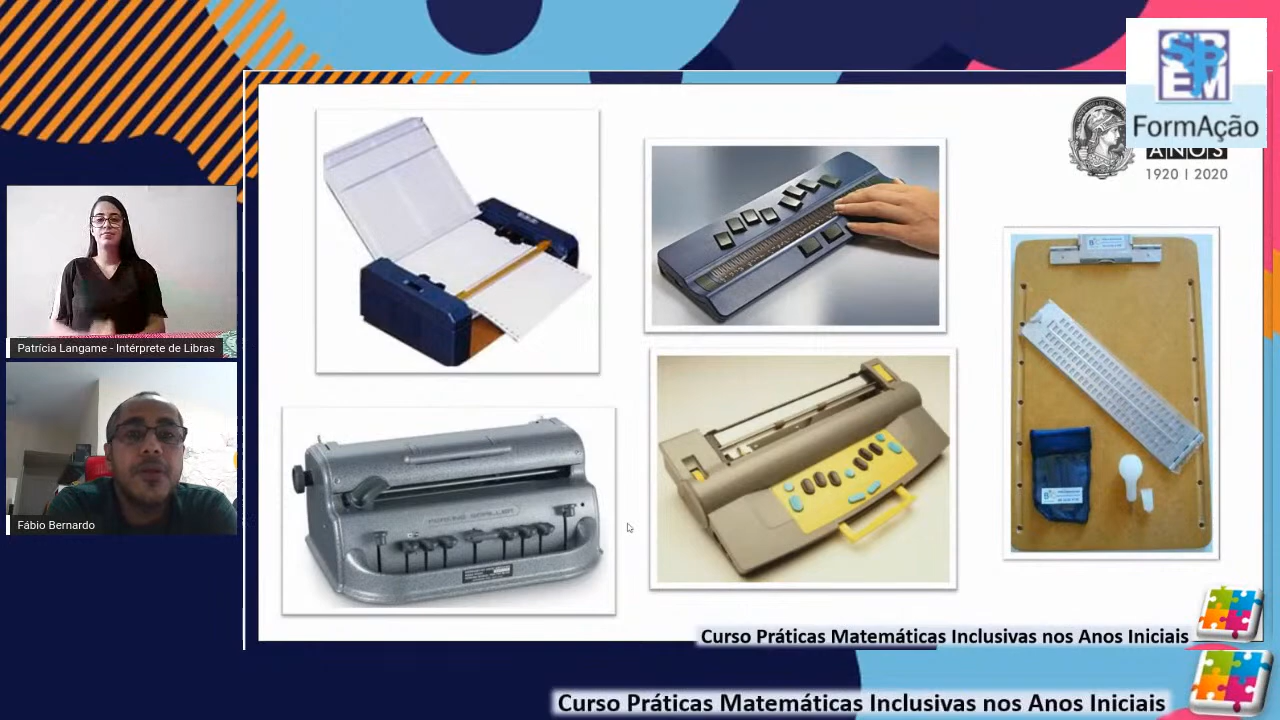 SBEM
FormAção
ANOS
1920 | 2020
Patrícia Langame - Intérprete de Libras
Fábio Bernardo
Curso Práticas Matemáticas Inclusivas nos Anos Iniciais
Curso Práticas Matemáticas Inclusivas nos Anos Iniciais